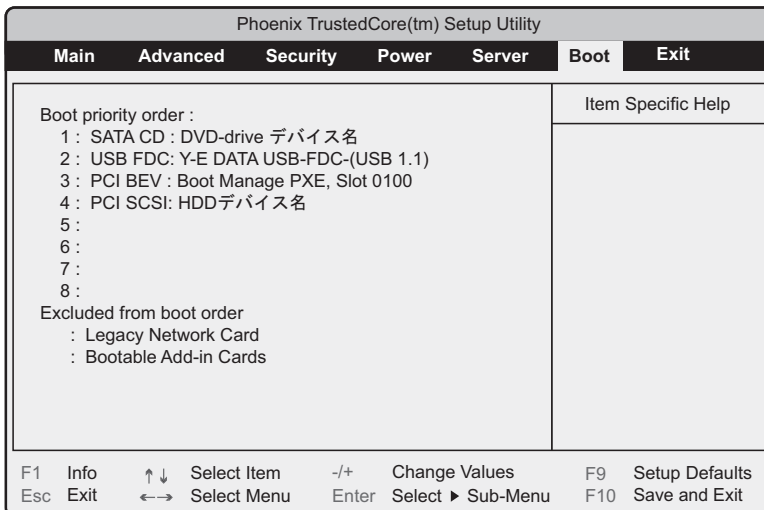 Phoenix TrustedCore(tm) Setup Utility
Main Advanced Security Power Server Boot Exit
Boot priority order :
1 : SATA CD : DVD-drive デバイス名
2 : USB FDC: Y-E DATA USB-FDC-(USB 1.1)
3 : PCI BEV : Boot Manage PXE, Slot 0100
4 : PCI SCSI: HDDデバイス名
5 :
6 :
7 :
8 :
Excluded from boot order
: Legacy Network Card
: Bootable Add-in Cards
Item Specific Help
F1 Info ↑↓ Select Item -/+ Change Values F9 Setup Defaults
Esc Exit ←→ Select Menu Enter Select ▶ Sub-Menu F10 Save and Exit